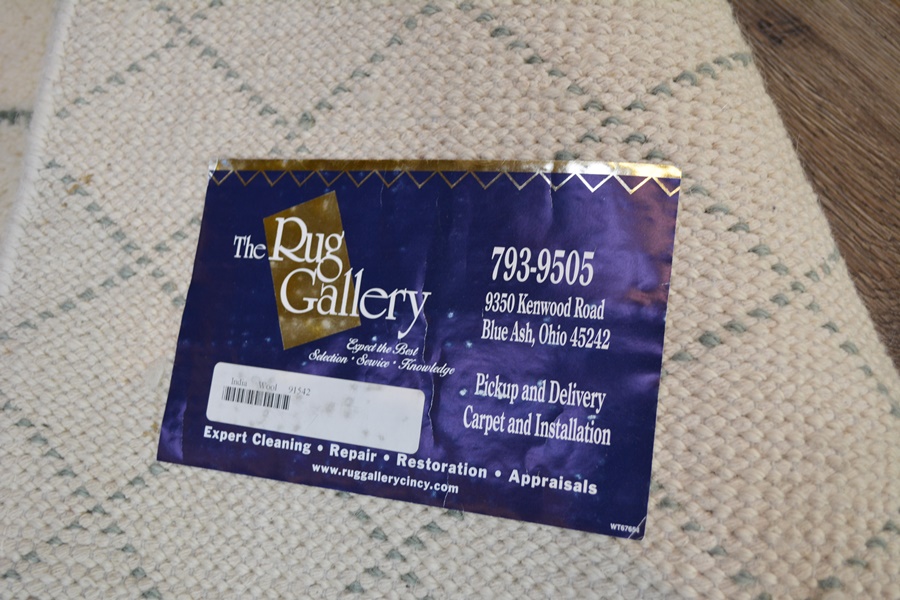 The Rug
Gallery
Expect the Best
Selection • Service • Knowledge
India Wool 91542
793-9505
9350 Kenwood Road
Blue Ash, Ohio 45242
Pickup and Delivery
Carpet and Installation
Expert Cleaning • Repair • Restoration • Appraisals
www.ruggallerycincy.com